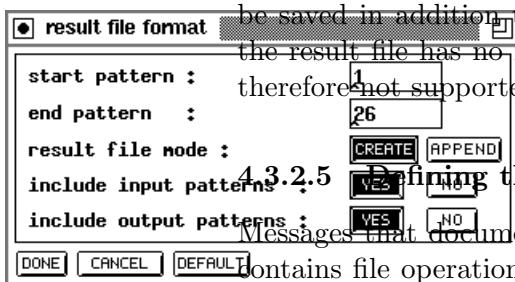 result file format
be saved in addition
the result file has no
start pattern : 1
therefore not supporte
end pattern : 26
result file mode : CREATE APPEND
4.3.2.5 Defining th
include input patterns : YES NO
include output patterns : YES NO
Messages that docume
DONE CANCEL DEFAULT
contains file operation